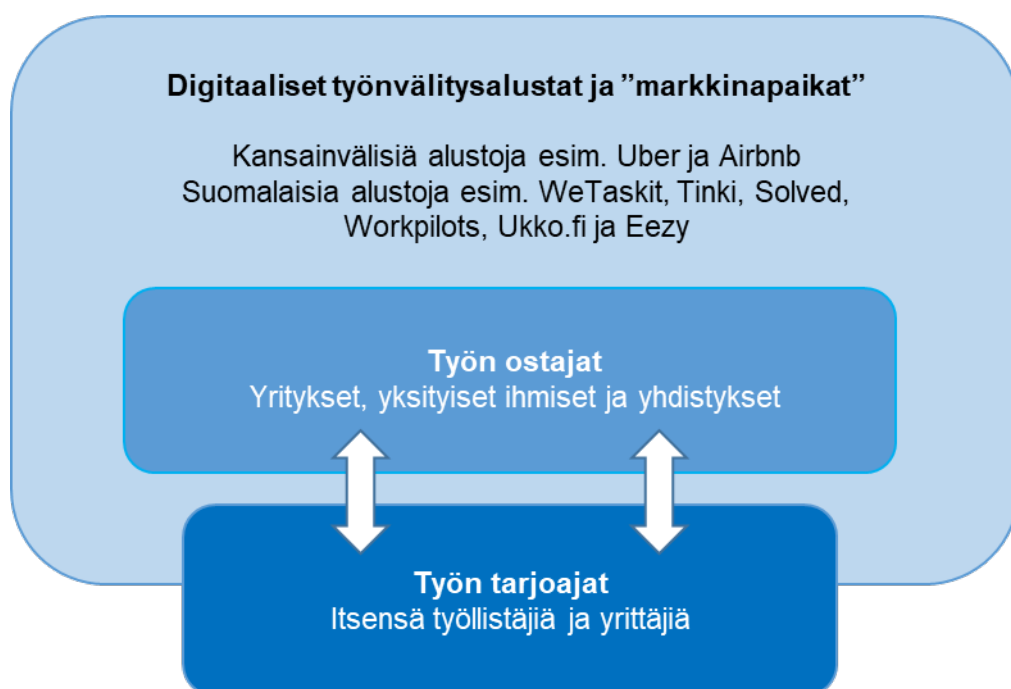 Digitaaliset työnvälitysalustat ja ”markkinapaikat”
Kansainvälisiä alustoja esim. Uber ja Airbnb
Suomalaisia alustoja esim. WeTaskit, Tinki, Solved,
Workpilots, Ukko.fi ja Eezy
Työn ostajat
Yritykset, yksityiset ihmiset ja yhdistykset
Työn tarjoajat
Itsensä työllistäjiä ja yrittäjiä